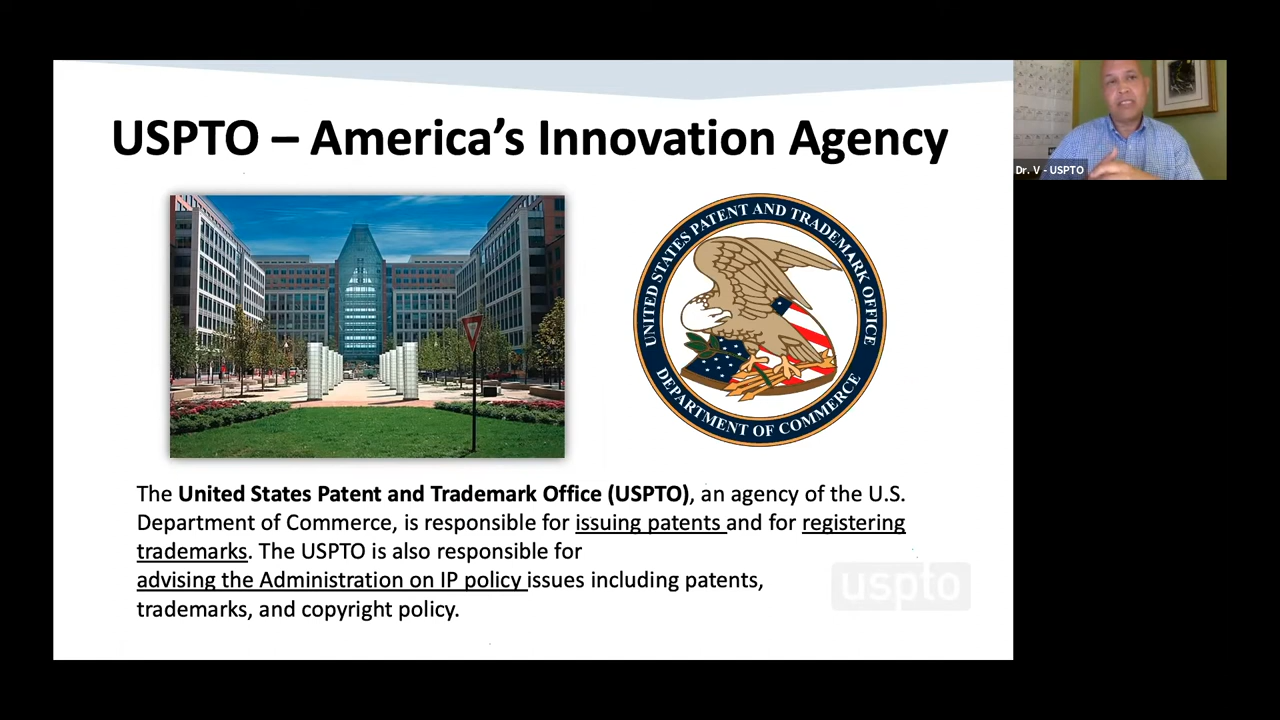 USPTO – America's Innovation Agency
Dr. V - USPTO
UNITED STATES PATENT AND TRADEMARK OFFICE
DEPARTMENT OF COMMERCE
The United States Patent and Trademark Office (USPTO), an agency of the U.S.
Department of Commerce, is responsible for issuing patents and for registering
trademarks. The USPTO is also responsible for
advising the Administration on IP policy issues including patents,
trademarks, and copyright policy.
uspto